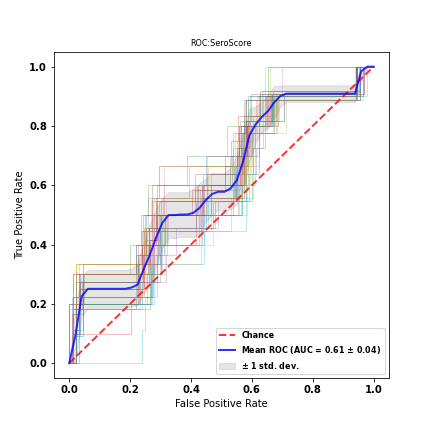 ROC:SeroScore
True Positive Rate
1.0
0.8
0.6
0.4
0.2
0.0
Chance
Mean ROC (AUC = 0.61 ± 0.04)
± 1 std. dev.
0.0 0.2 0.4 0.6 0.8 1.0
False Positive Rate